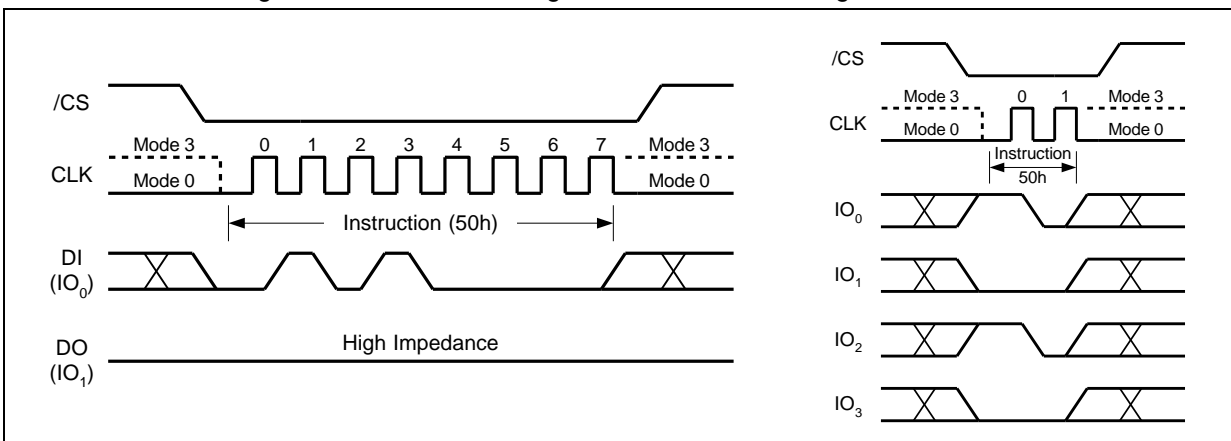 /CS
Mode 3 0 1 2 3 4 5 6 7 Mode 3
CLK
Mode 0 Mode 0
Instruction (50h)
DI
(IO₀)
High Impedance
DO
(IO₁)
/CS
Mode 3 0 1 Mode 3
CLK
Mode 0 Mode 0
Instruction
50h
IO₀
IO₁
IO₂
IO₃